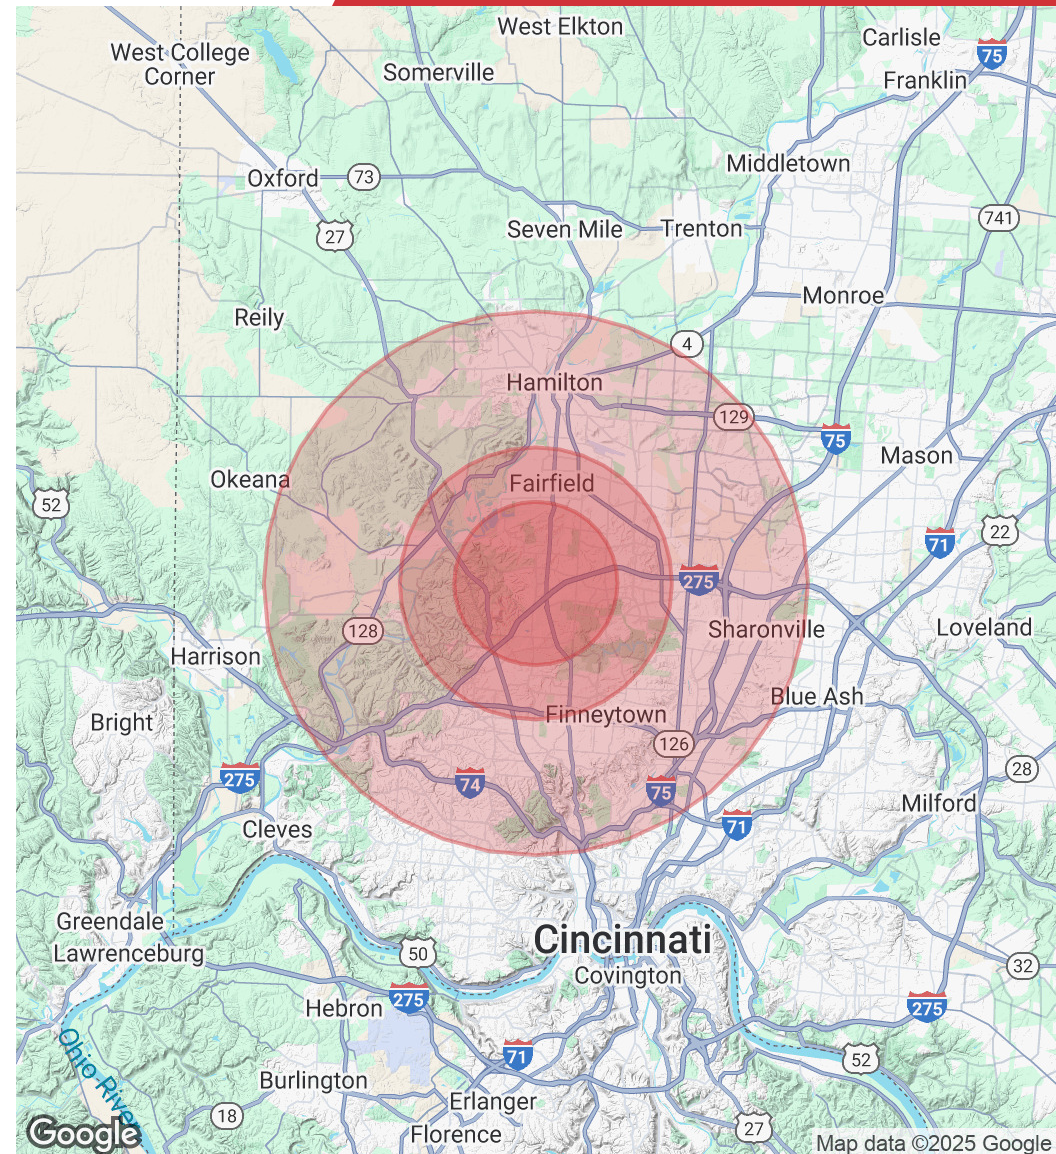 West Elkton
Carlisle
West College
Corner
75
Somerville
Franklin
Middletown
Oxford
73
741
27
Seven Mile
Trenton
Monroe
Reily
4
Hamilton
129
75
Mason
Okeana
Fairfield
52
22
71
275
128
Sharonville
Loveland
Harrison
Blue Ash
Bright
Finneytown
126
275
74
75
28
71
Milford
Cleves
Greendale
Cincinnati
Lawrenceburg
50
32
Covington
275
Hebron
275
Ohio River
71
52
Burlington
Erlanger
18
27
Google
Florence
Map data ©2025 Google